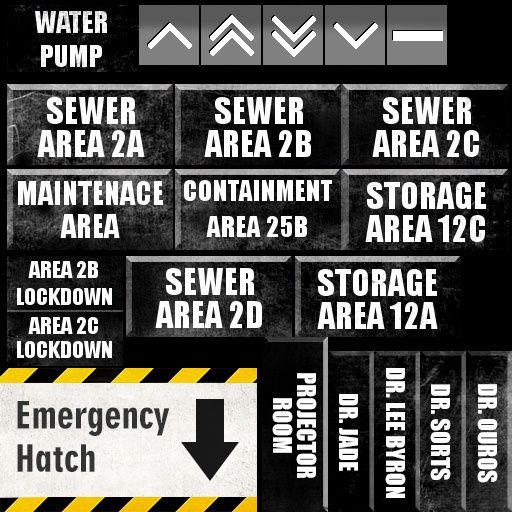 WATER
PUMP
SEWER
AREA 2A
SEWER
AREA 2B
SEWER
AREA 2C
MAINTENACE
AREA
CONTAINMENT
AREA 25B
STORAGE
AREA 12C
AREA 2B
LOCKDOWN
AREA 2C
LOCKDOWN
SEWER
AREA 2D
STORAGE
AREA 12A
Emergency
Hatch
PROJECTOR
ROOM
DR. JADE
DR. LEE BYRON
DR. SORTS
DR. OUROS